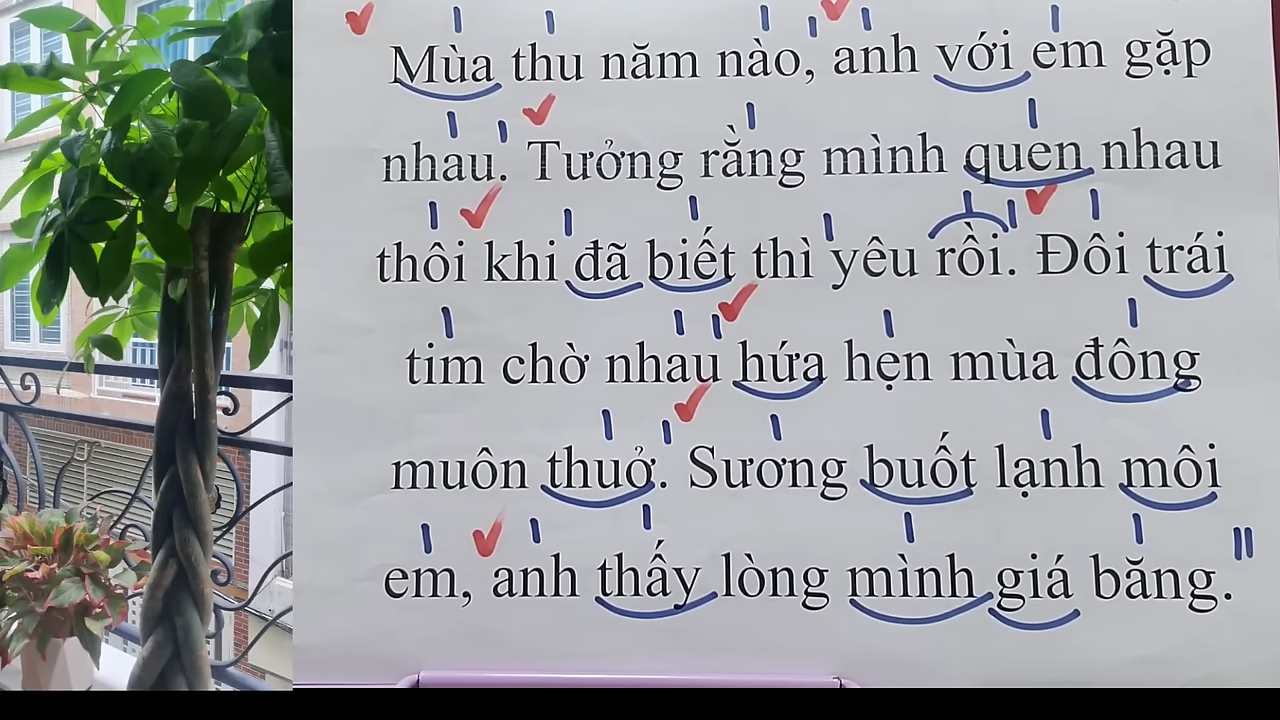 Mùa thu năm nào, anh với em gặp
nhau. Tưởng rằng mình quen nhau
thôi khi đã biết thì yêu rồi. Đôi trái
tim chờ nhau hứa hẹn mùa đông
muôn thuở. Sương buốt lạnh môi
em, anh thấy lòng mình giá băng.